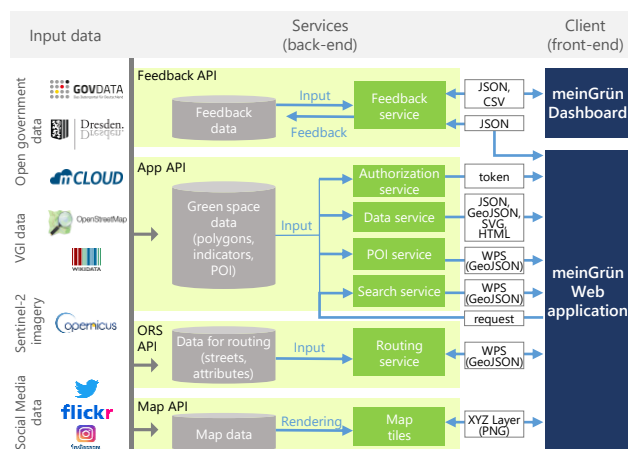 Input data
Services
(back-end)
Client
(front-end)
Open government
data
VGI data
Sentinel-2
imagery
Social Media
data
GOVDATA
Dresden.
Dresden.
mCLOUD
OpenStreetMap
WIKIDATA
opernicus
flickr
Feedback API
Feedback
data
Input
Feedback
Feedback
service
JSON,
CSV
JSON
meinGrün
Dashboard
App API
Green space
data
(polygons,
indicators,
POI)
Input
Authorization
service
token
Data service
JSON,
GeoJSON,
SVG,
HTML
POI service
WPS
(GeoJSON)
Search service
WPS
(GeoJSON)
request
meinGrün
Web
application
ORS
API
Data for routing
(streets,
attributes)
Input
Routing
service
WPS
(GeoJSON)
Map API
Map data
Rendering
Map
tiles
XYZ Layer
(PNG)